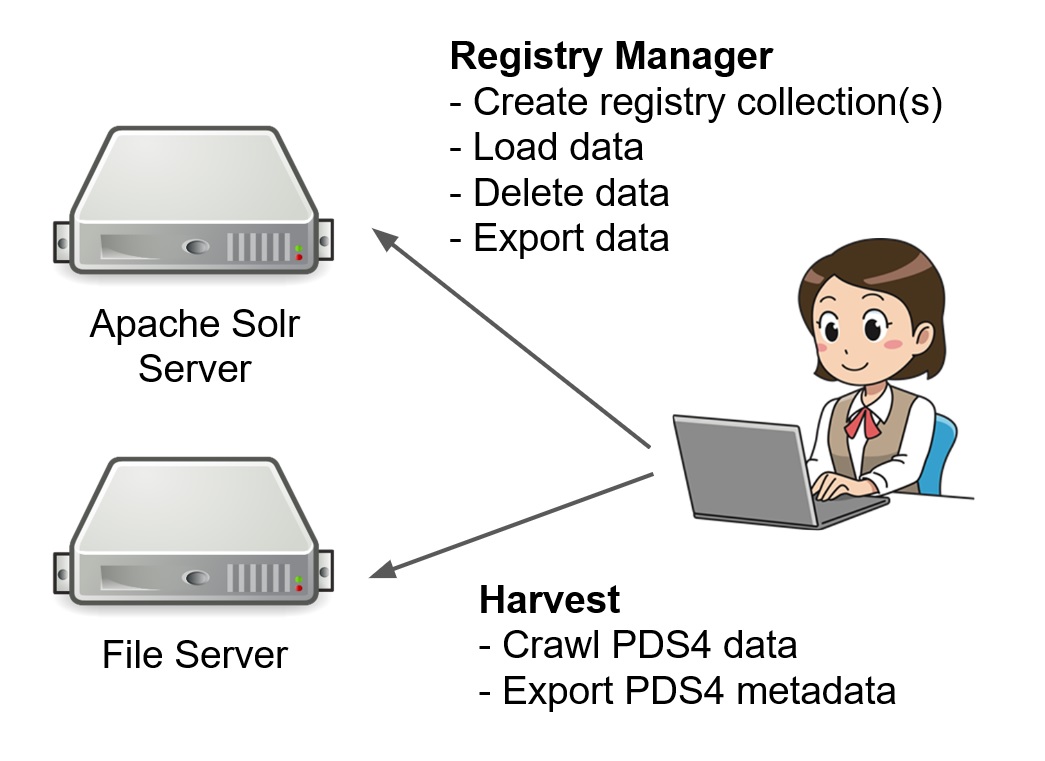 Registry Manager
- Create registry collection(s)
- Load data
- Delete data
- Export data
Apache Solr
Server
File Server
Harvest
- Crawl PDS4 data
- Export PDS4 metadata